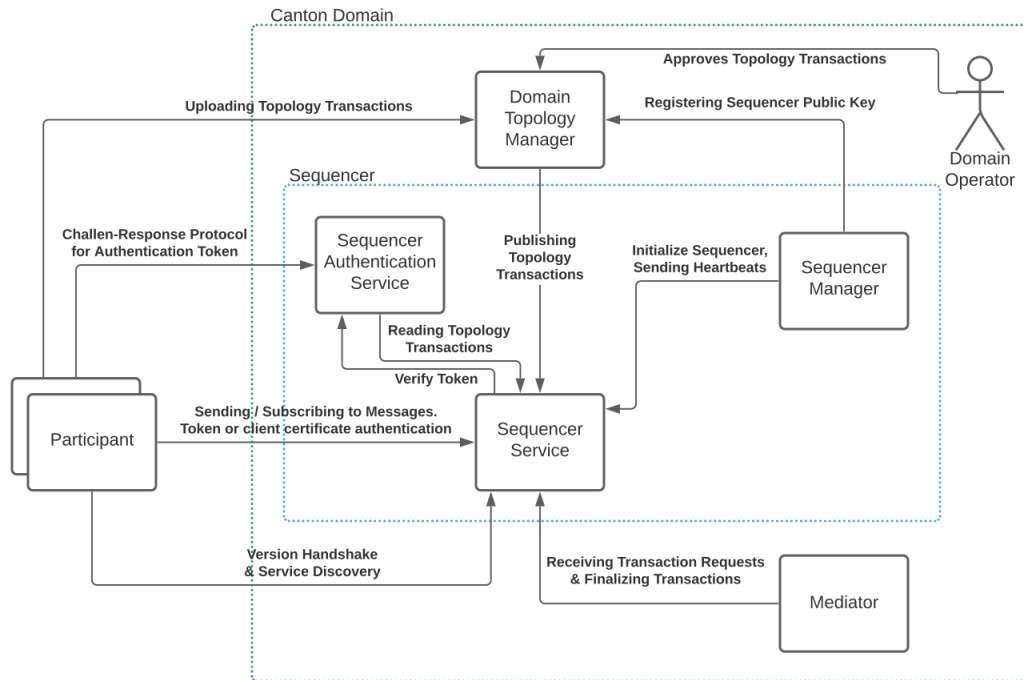 Canton Domain
Approves Topology Transactions
Uploading Topology Transactions
Domain
Topology
Manager
Registering Sequencer Public Key
Domain
Operator
Sequencer
Challen-Response Protocol
for Authentication Token
Sequencer
Authentication
Service
Publishing
Topology
Transactions
Initialize Sequencer,
Sending Heartbeats
Sequencer
Manager
Reading Topology
Transactions
Verify Token
Participant
Sending / Subscribing to Messages.
Token or client certificate authentication
Sequencer
Service
Version Handshake
& Service Discovery
Receiving Transaction Requests
& Finalizing Transactions
Mediator